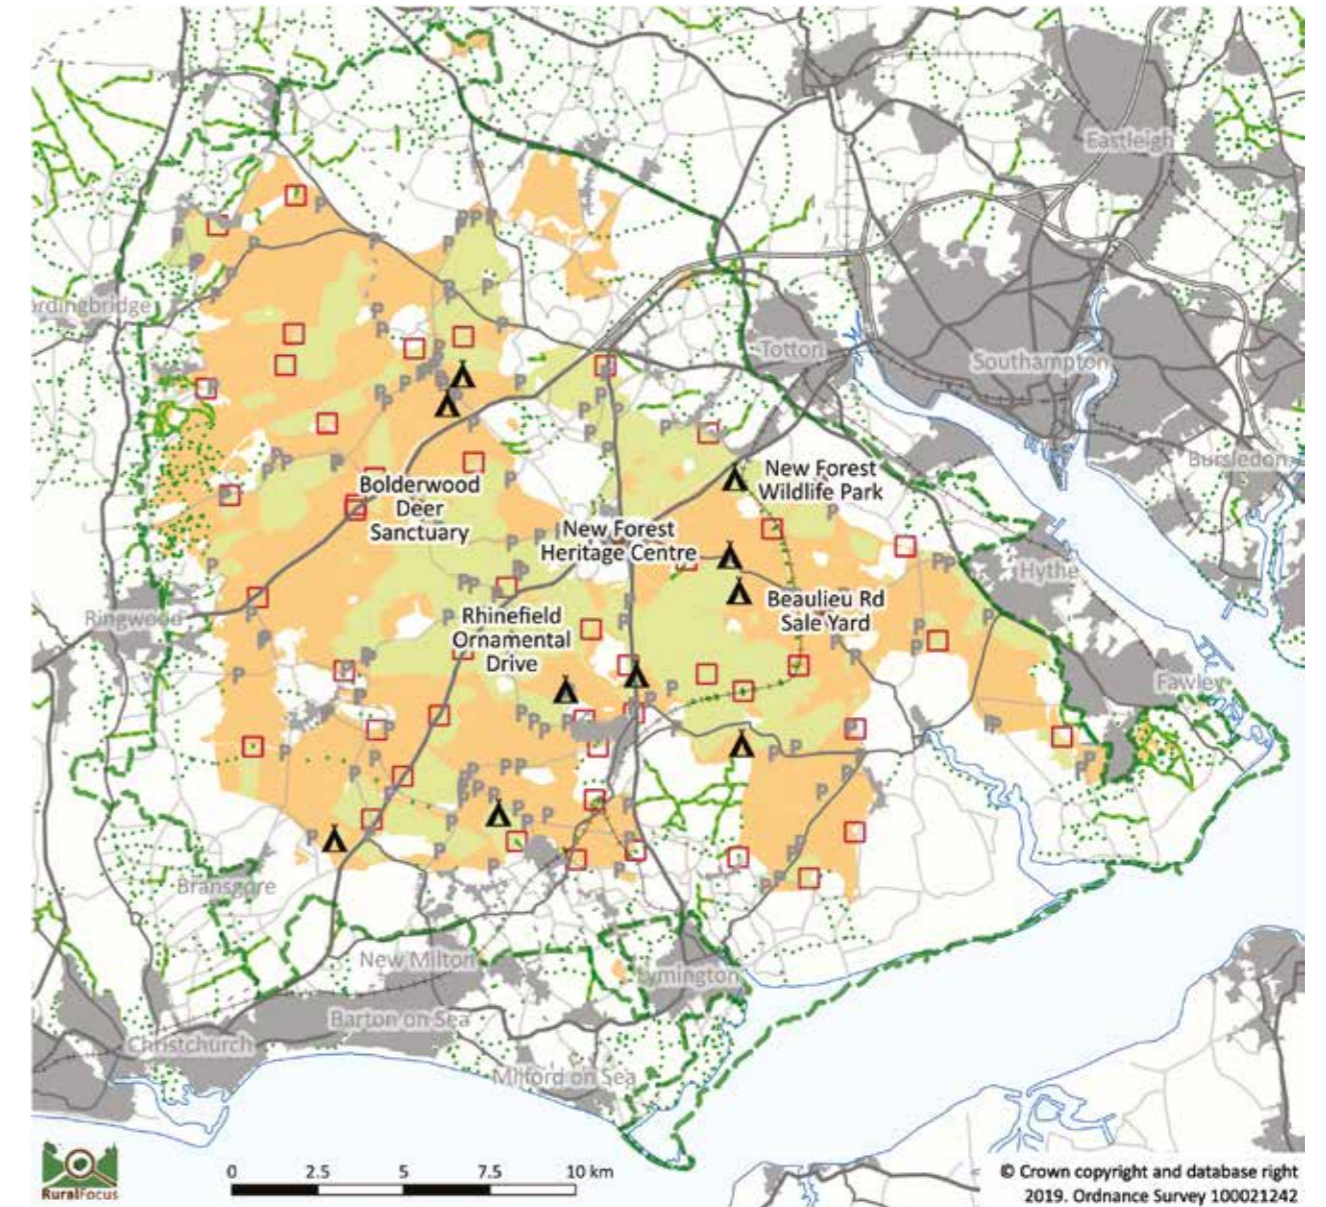 Eastleigh
ordingbridge
Totton
Southampton
Bursledon
New Forest
Wildlife Park
Bolderwood
Deer
Sanctuary
New Forest
Heritage Centre
Hythe
Ringwood
Beaulieu Rd
Sale Yard
Rhinefield
Ornamental
Drive
Fawley
Bransgore
New Milton
Lymington
Barton on Sea
Christchurch
Milford on Sea
RuralFocus
0 2.5 5 7.5 10 km
© Crown copyright and database right
2019. Ordnance Survey 100021242